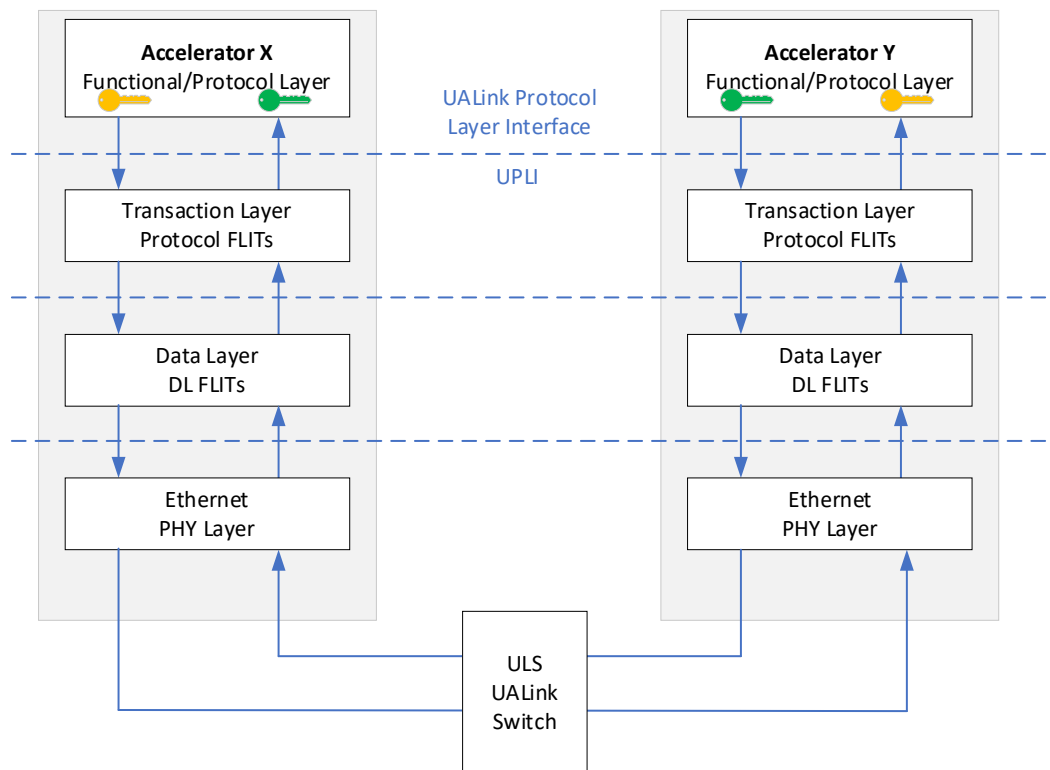 Accelerator X
Functional/Protocol Layer
Accelerator Y
Functional/Protocol Layer
UALink Protocol
Layer Interface
UPLI
Transaction Layer
Protocol FLITs
Transaction Layer
Protocol FLITs
Data Layer
DL FLITs
Data Layer
DL FLITs
Ethernet
PHY Layer
Ethernet
PHY Layer
ULS
UALink
Switch